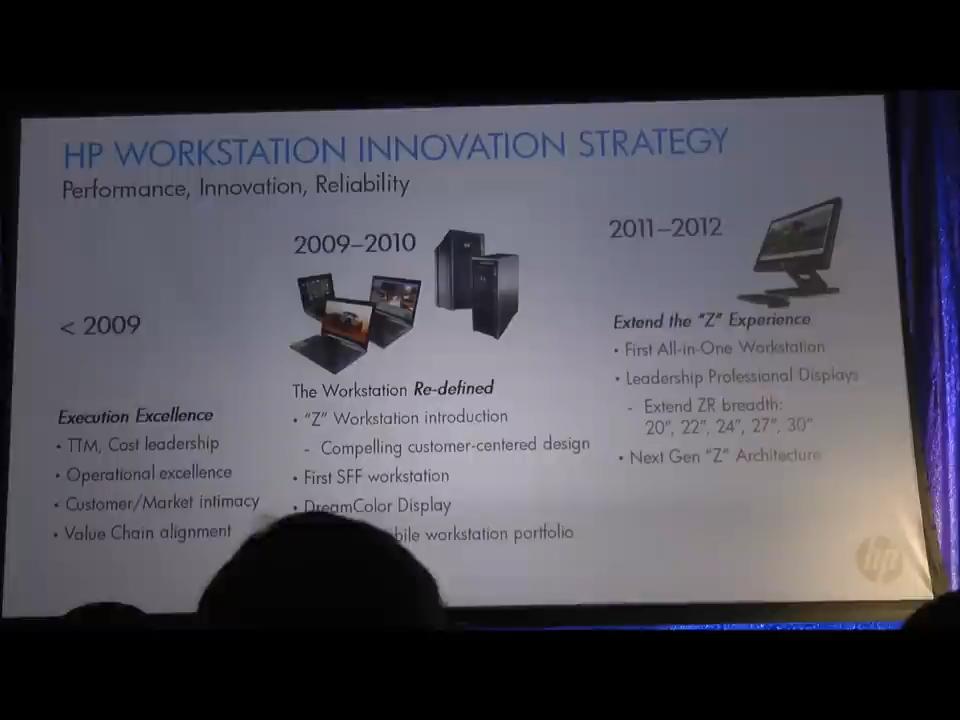 HP WORKSTATION INNOVATION STRATEGY
Performance, Innovation, Reliability
< 2009
Execution Excellence
• TTM, Cost leadership
• Operational excellence
• Customer/Market intimacy
• Value Chain alignment
2009–2010
The Workstation Re-defined
• "Z" Workstation introduction
- Compelling customer-centered design
• First SFF workstation
• DreamColor Display
workstation portfolio
2011–2012
Extend the "Z" Experience
• First All-in-One Workstation
• Leadership Professional Displays
- Extend ZR breadth:
20", 22", 24", 27", 30"
• Next Gen "Z" Architecture
hp